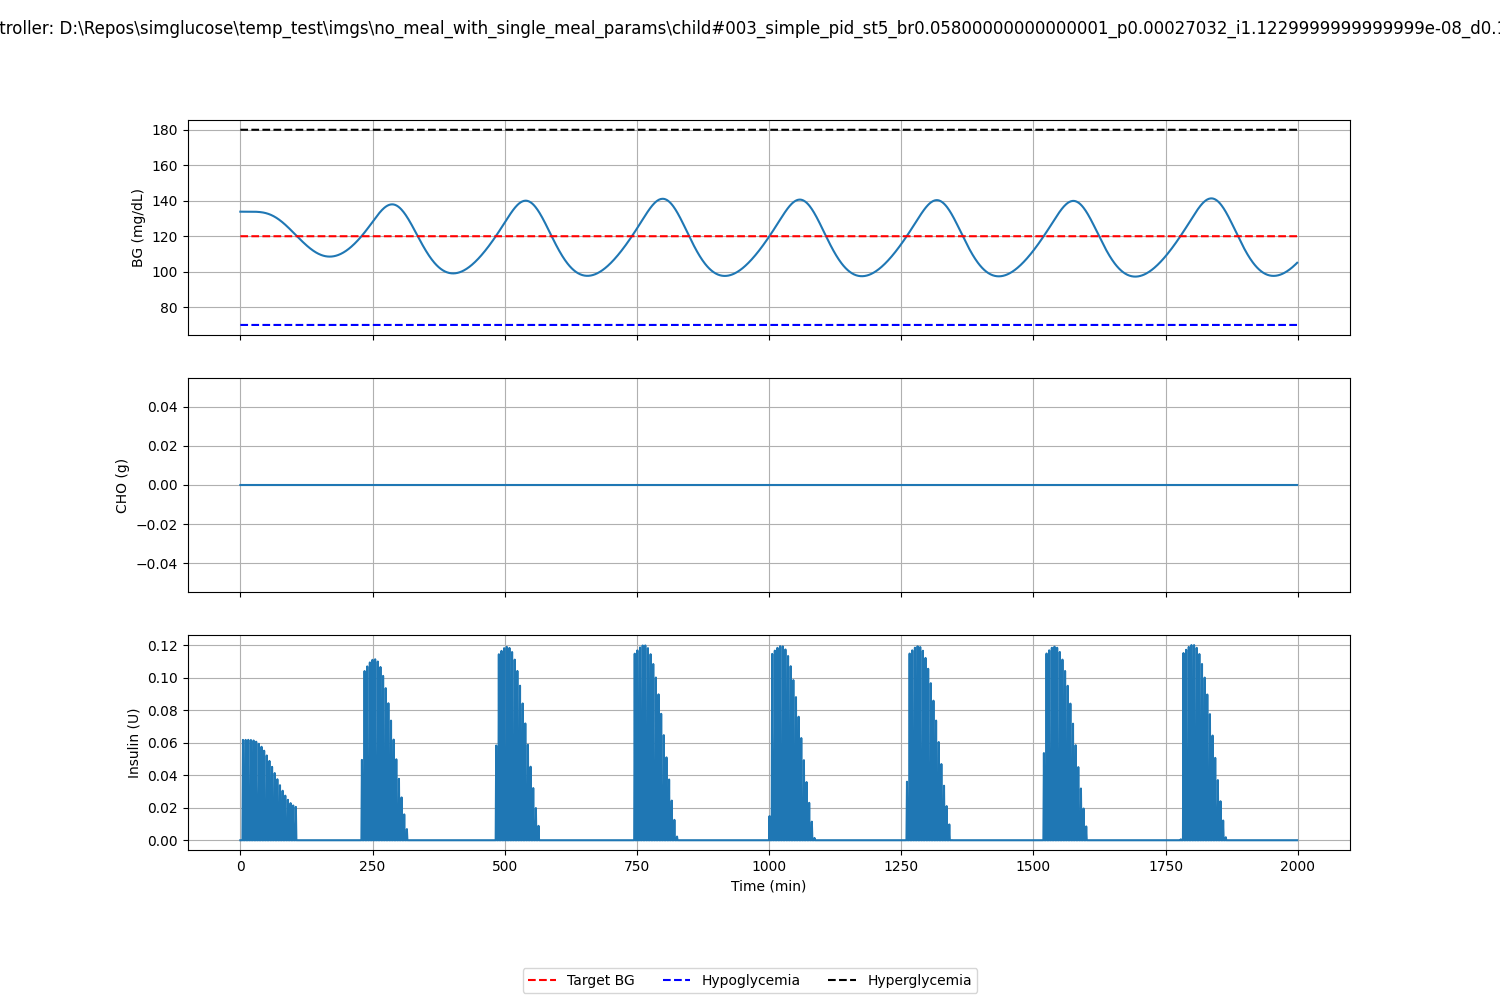 troller: D:\Repos\simglucose\temp_test\imgs\no_meal_with_single_meal_params\child#003_simple_pid_st5_br0.05800000000000001_p0.00027032_i1.1229999999999999e-08_d0.1
180
160
140
120
100
80
BG (mg/dL)
0.04
0.02
0.00
−0.02
−0.04
CHO (g)
0.12
0.10
0.08
0.06
0.04
0.02
0.00
Insulin (U)
0 250 500 750 1000 1250 1500 1750 2000
Time (min)
Target BG Hypoglycemia Hyperglycemia